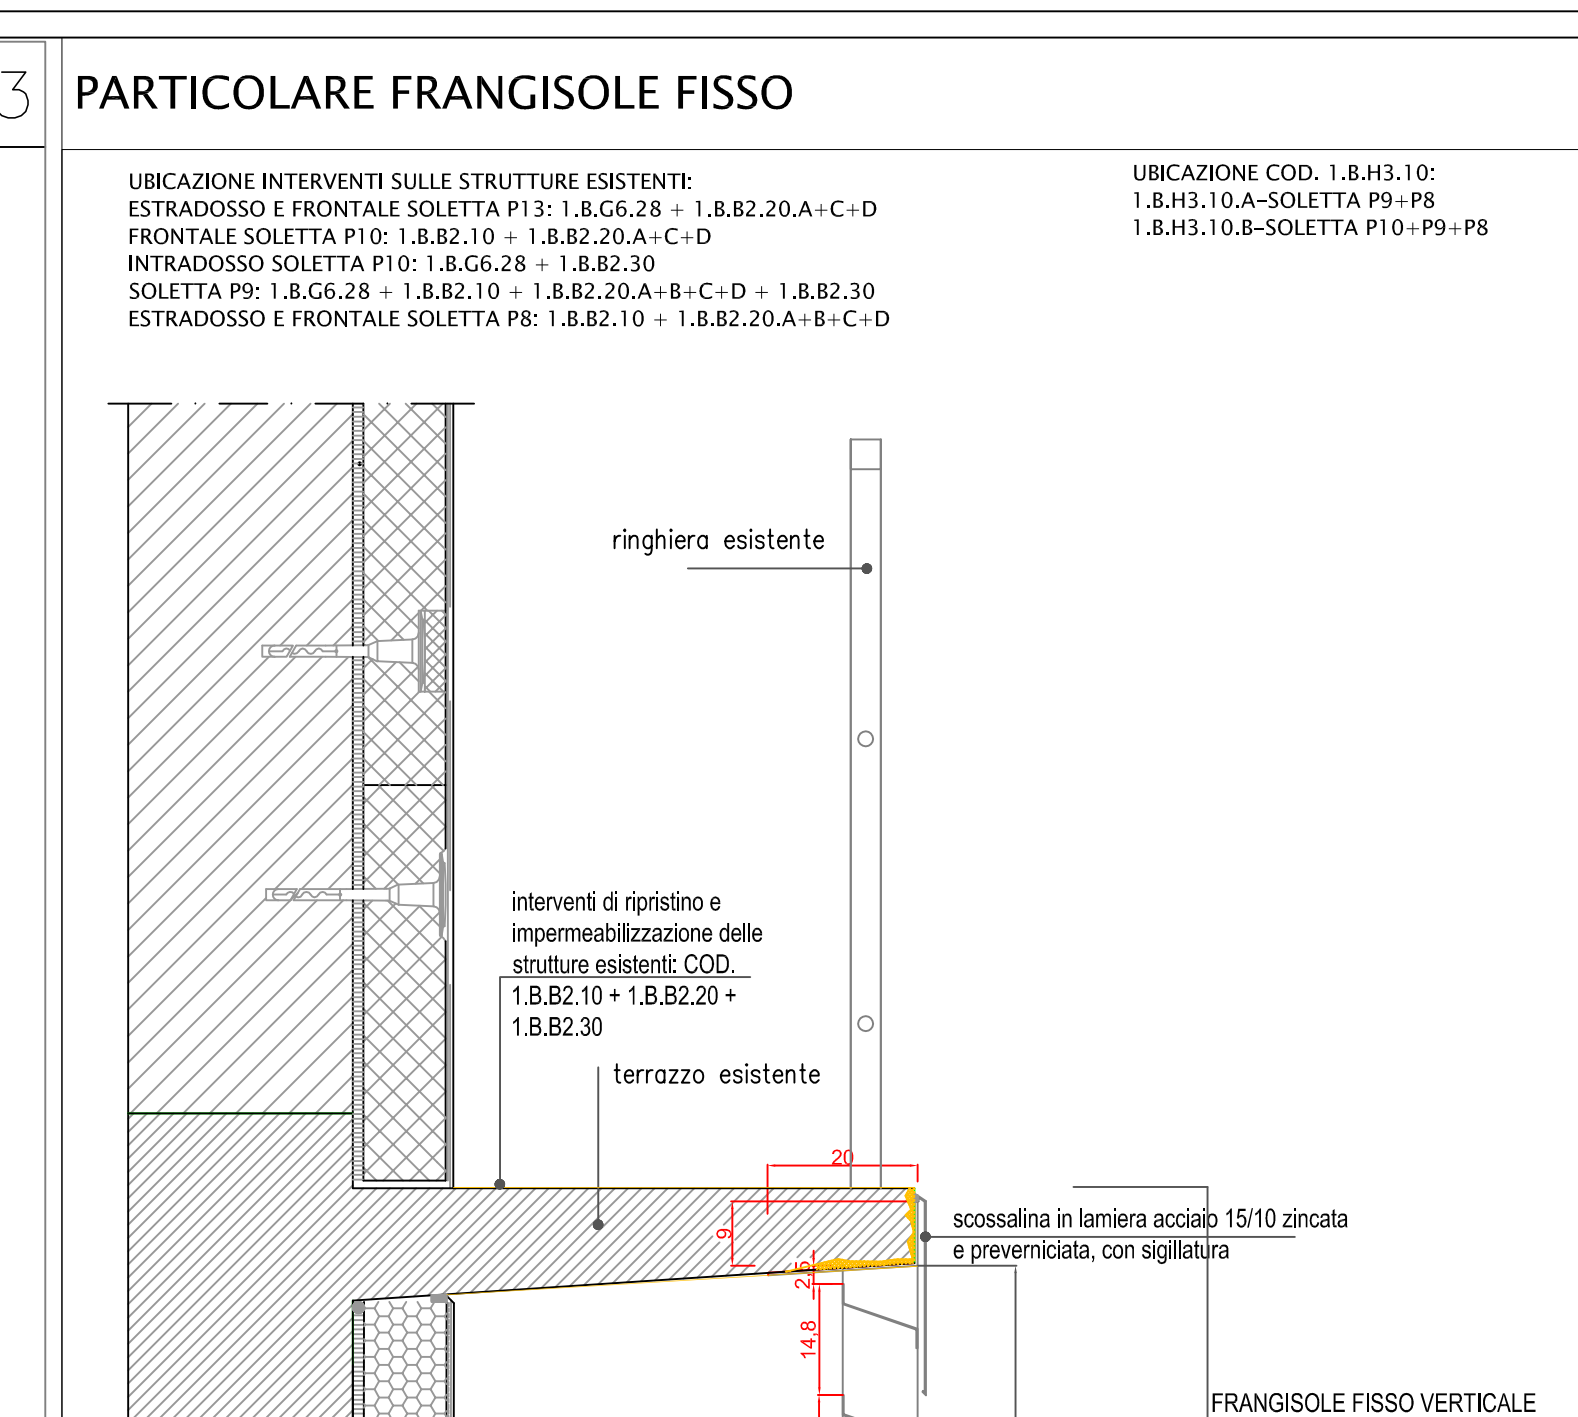 3
PARTICOLARE FRANGISOLE FISSO
UBICAZIONE INTERVENTI SULLE STRUTTURE ESISTENTI:
ESTRADOSSO E FRONTALE SOLETTA P13: 1.B.G6.28 + 1.B.B2.20.A+C+D
FRONTALE SOLETTA P10: 1.B.B2.10 + 1.B.B2.20.A+C+D
INTRADOSSO SOLETTA P10: 1.B.G6.28 + 1.B.B2.30
SOLETTA P9: 1.B.G6.28 + 1.B.B2.10 + 1.B.B2.20.A+B+C+D + 1.B.B2.30
ESTRADOSSO E FRONTALE SOLETTA P8: 1.B.B2.10 + 1.B.B2.20.A+B+C+D
UBICAZIONE COD. 1.B.H3.10:
1.B.H3.10.A-SOLETTA P9+P8
1.B.H3.10.B-SOLETTA P10+P9+P8
ringhiera esistente
interventi di ripristino e
impermeabilizzazione delle
strutture esistenti: COD.
1.B.B2.10 + 1.B.B2.20 +
1.B.B2.30
terrazzo esistente
20
9
2,5
14,8
scossalina in lamiera acciaio 15/10 zincata
e preverniciata, con sigillatura
FRANGISOLE FISSO VERTICALE